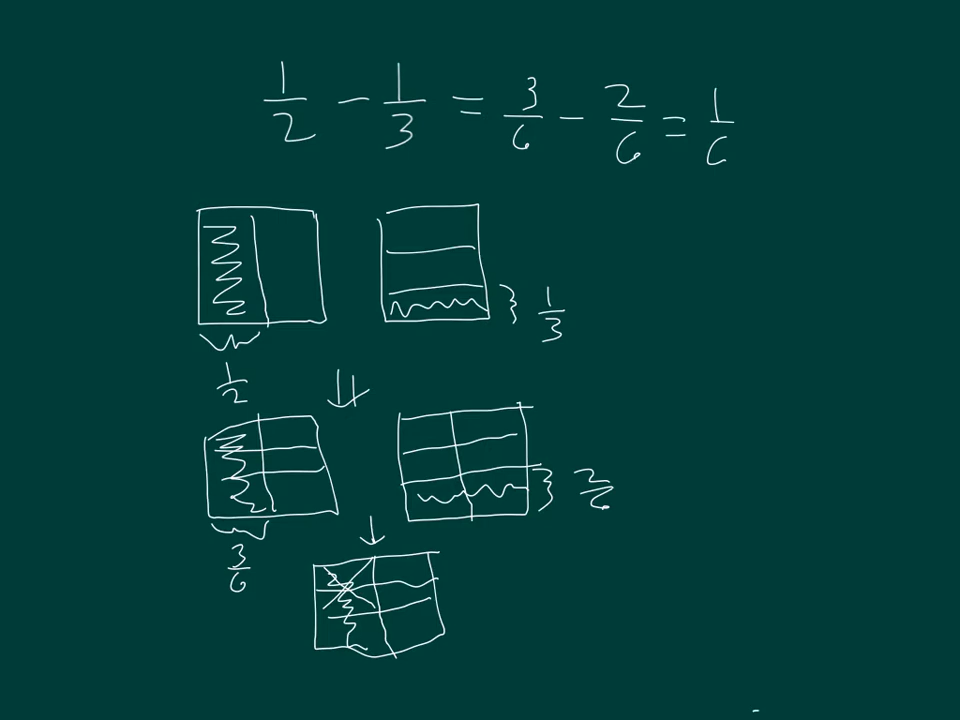 1/2 - 1/3 = 3/6 - 2/6 = 1/6
1/3
1/2
2/6
3/6